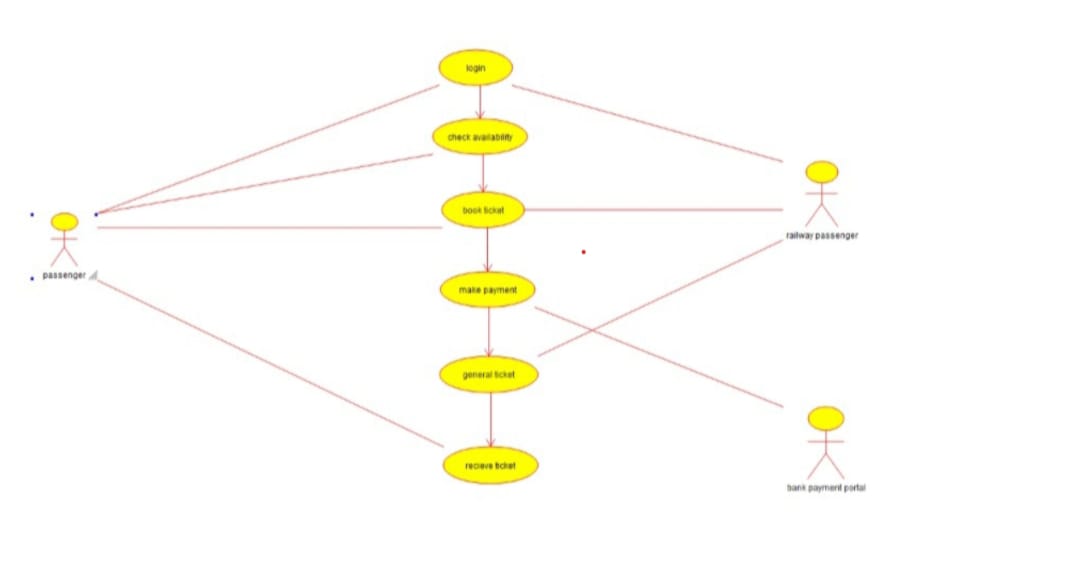 login
check availability
book ticket
railway passenger
passenger
make payment
general ticket
recieve ticket
bank payment portal